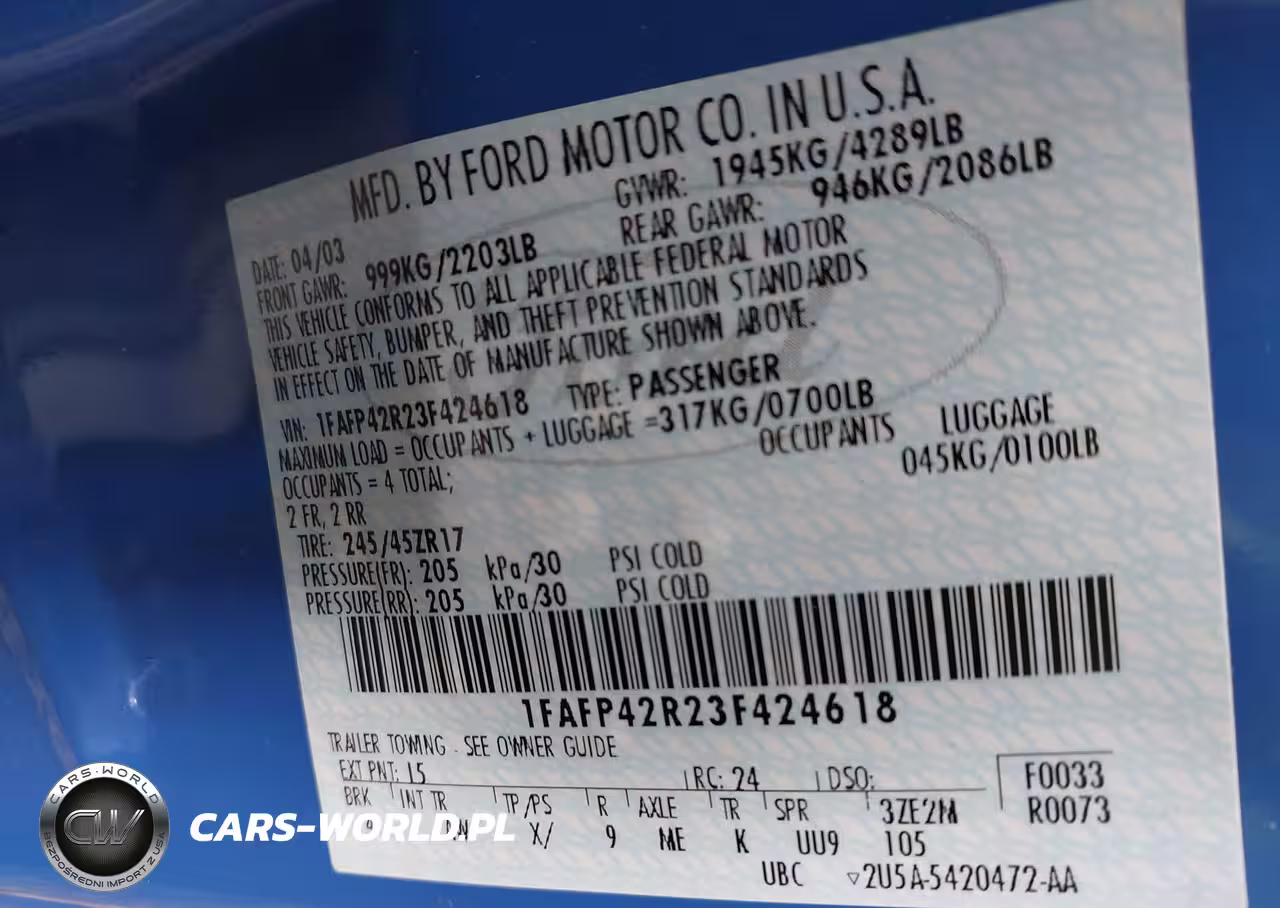 MFD. BY FORD MOTOR CO. IN U.S.A.
DATE: 04/03 GVWR: 1945KG/4289LB
FRONT GAWR: 999KG/2203LB REAR GAWR: 946KG/2086LB
THIS VEHICLE CONFORMS TO ALL APPLICABLE FEDERAL MOTOR
VEHICLE SAFETY, BUMPER, AND THEFT PREVENTION STANDARDS
IN EFFECT ON THE DATE OF MANUFACTURE SHOWN ABOVE.
VIN: 1FAFP42R23F424618 TYPE: PASSENGER
MAXIMUM LOAD = OCCUPANTS + LUGGAGE =317KG/0700LB
OCCUPANTS = 4 TOTAL; OCCUPANTS LUGGAGE
2 FR, 2 RR 045KG/0100LB
TIRE: 245/45ZR17
PRESSURE(FR): 205 kPa/30 PSI COLD
PRESSURE(RR): 205 kPa/30 PSI COLD
1FAFP42R23F424618
TRAILER TOWING - SEE OWNER GUIDE
EXT PNT: 15 RC: 24 DSO: F0033
BRK INT TR TP/PS R AXLE TR SPR 3ZE2M R0073
9 X/ 9 ME K UU9 105
UBC ▽2U5A-5420472-AA
CARS-WORLD
CW
BEZPOŚREDNI IMPORT Z USA
CARS-WORLD.PL